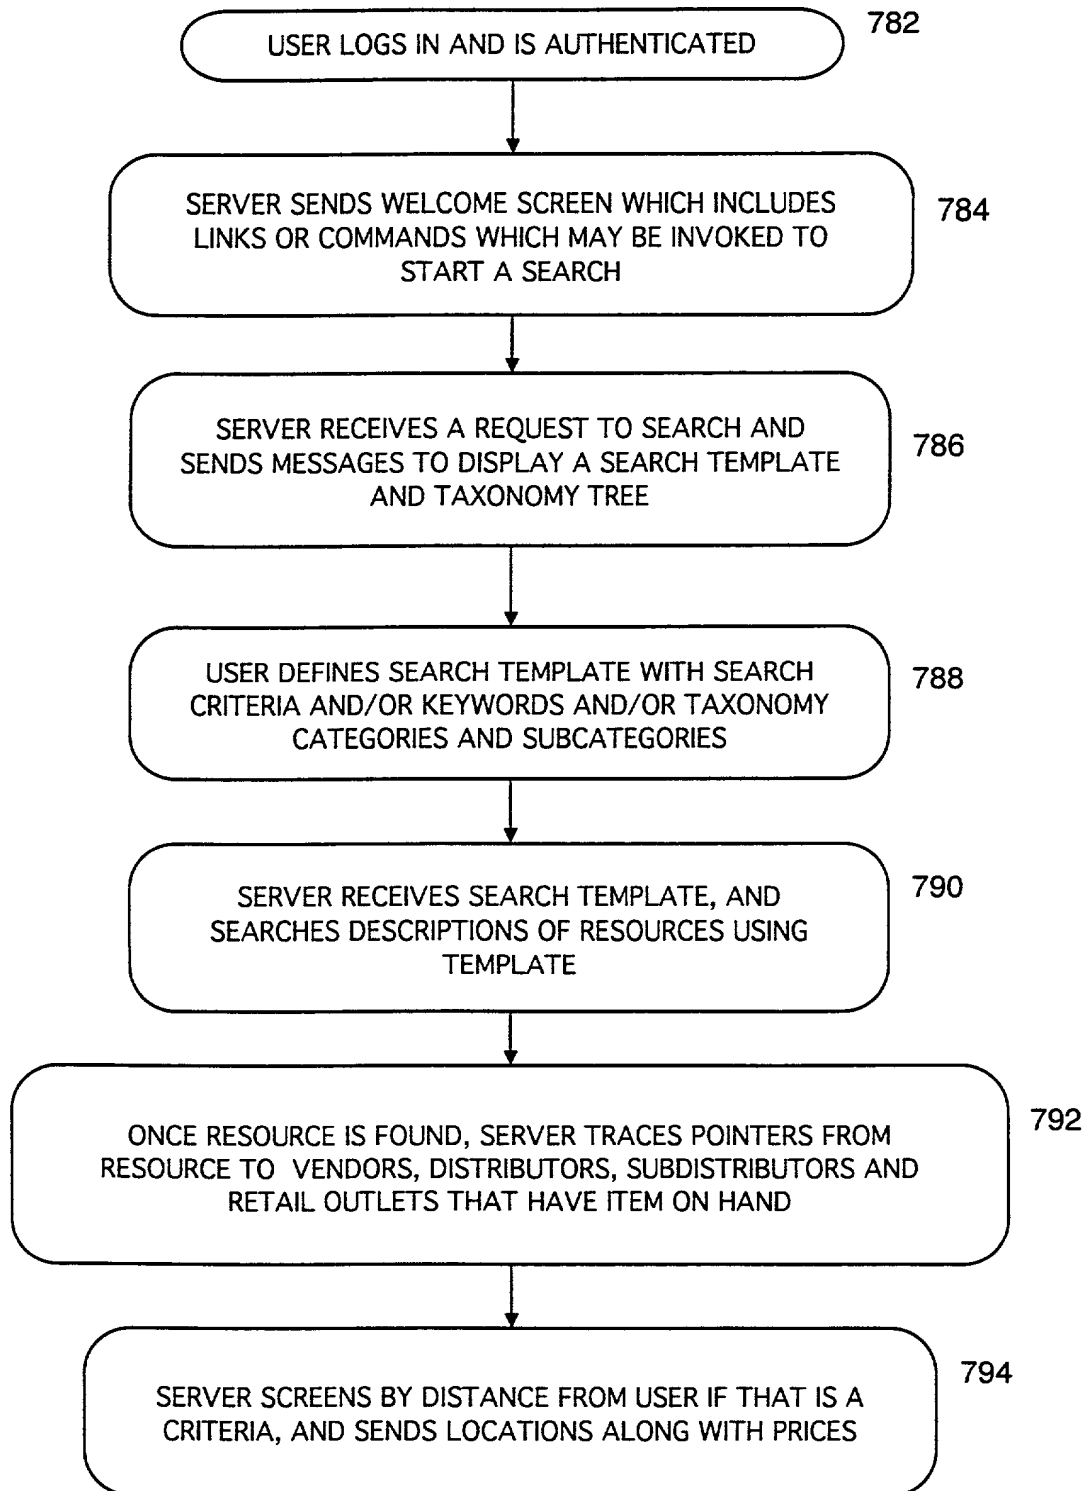 USER LOGS IN AND IS AUTHENTICATED
782
SERVER SENDS WELCOME SCREEN WHICH INCLUDES
LINKS OR COMMANDS WHICH MAY BE INVOKED TO
START A SEARCH
784
SERVER RECEIVES A REQUEST TO SEARCH AND
SENDS MESSAGES TO DISPLAY A SEARCH TEMPLATE
AND TAXONOMY TREE
786
USER DEFINES SEARCH TEMPLATE WITH SEARCH
CRITERIA AND/OR KEYWORDS AND/OR TAXONOMY
CATEGORIES AND SUBCATEGORIES
788
SERVER RECEIVES SEARCH TEMPLATE, AND
SEARCHES DESCRIPTIONS OF RESOURCES USING
TEMPLATE
790
ONCE RESOURCE IS FOUND, SERVER TRACES POINTERS FROM
RESOURCE TO VENDORS, DISTRIBUTORS, SUBDISTRIBUTORS AND
RETAIL OUTLETS THAT HAVE ITEM ON HAND
792
SERVER SCREENS BY DISTANCE FROM USER IF THAT IS A
CRITERIA, AND SENDS LOCATIONS ALONG WITH PRICES
794